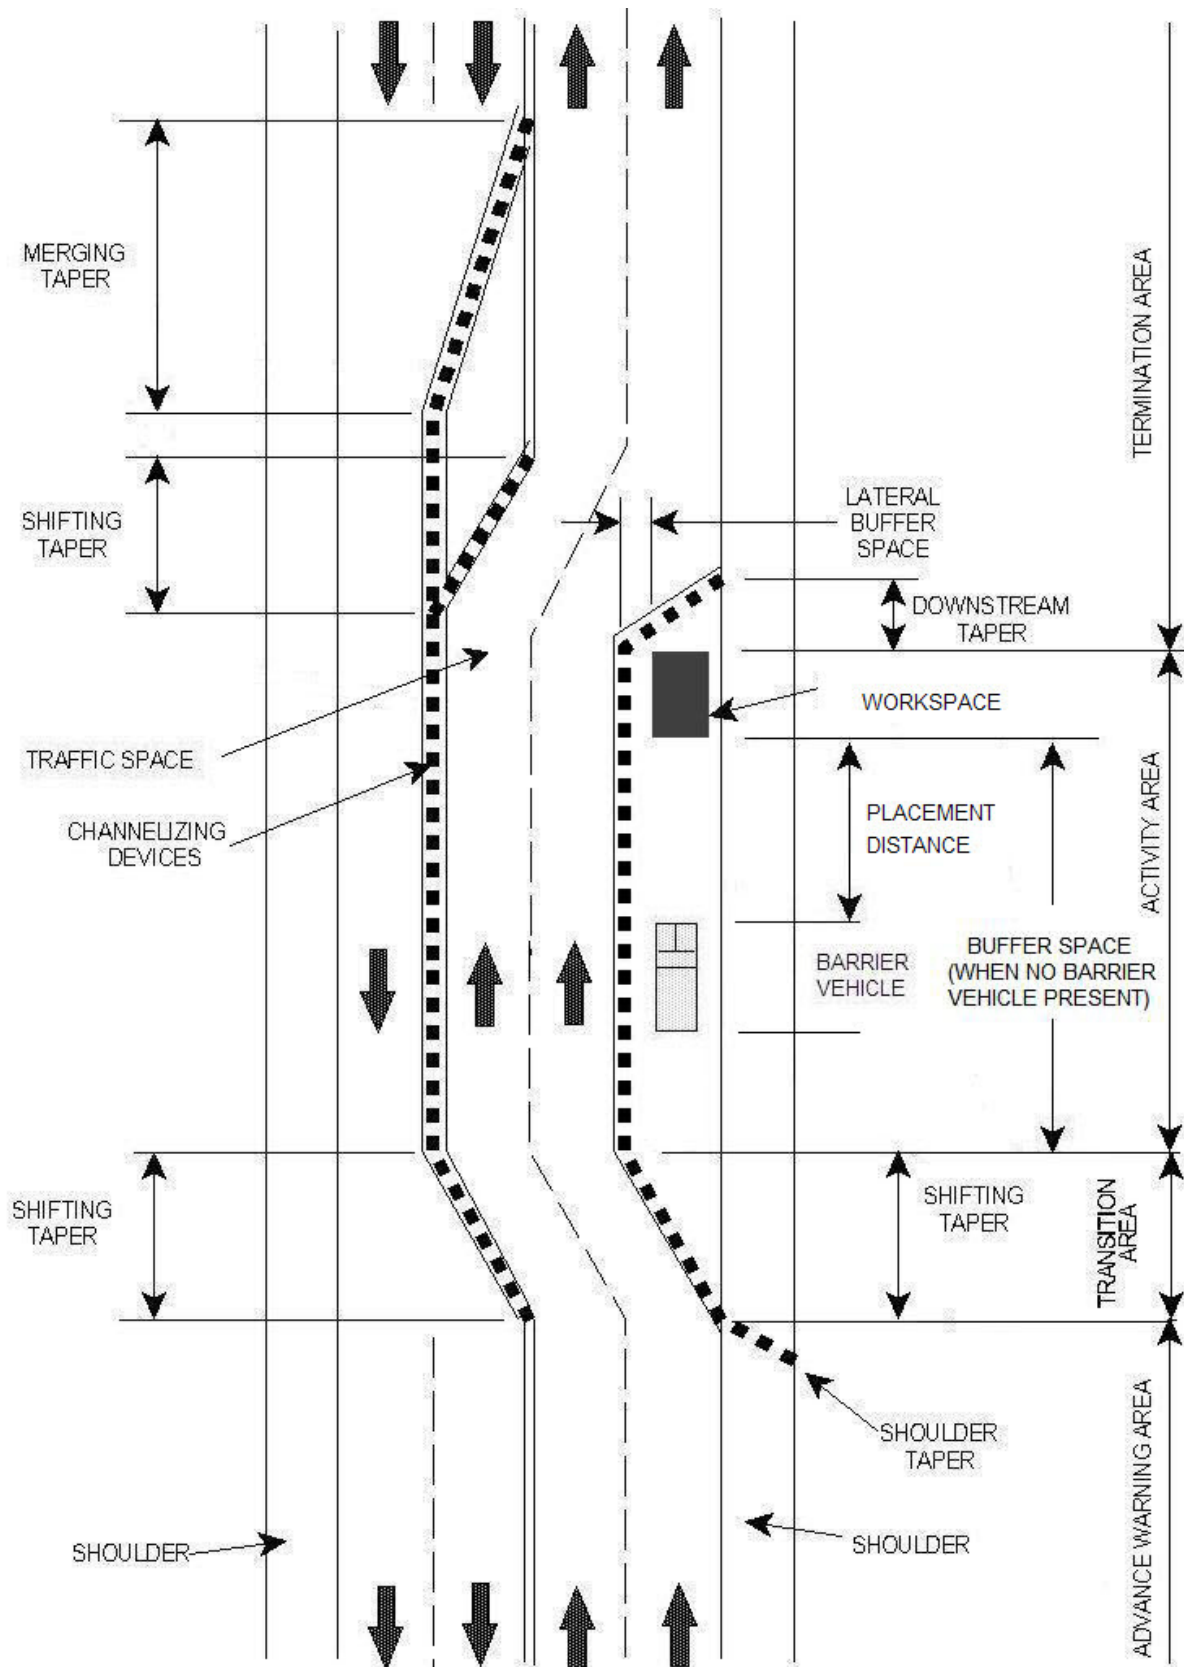 MERGING
TAPER
TERMINATION AREA
LATERAL
BUFFER
SPACE
SHIFTING
TAPER
DOWNSTREAM
TAPER
WORKSPACE
TRAFFIC SPACE
CHANNELIZING
DEVICES
PLACEMENT
DISTANCE
ACTIVITY AREA
BARRIER
VEHICLE
BUFFER SPACE
(WHEN NO BARRIER
VEHICLE PRESENT)
SHIFTING
TAPER
SHIFTING
TAPER
TRANSITION
AREA
SHOULDER
TAPER
ADVANCE WARNING AREA
SHOULDER
SHOULDER